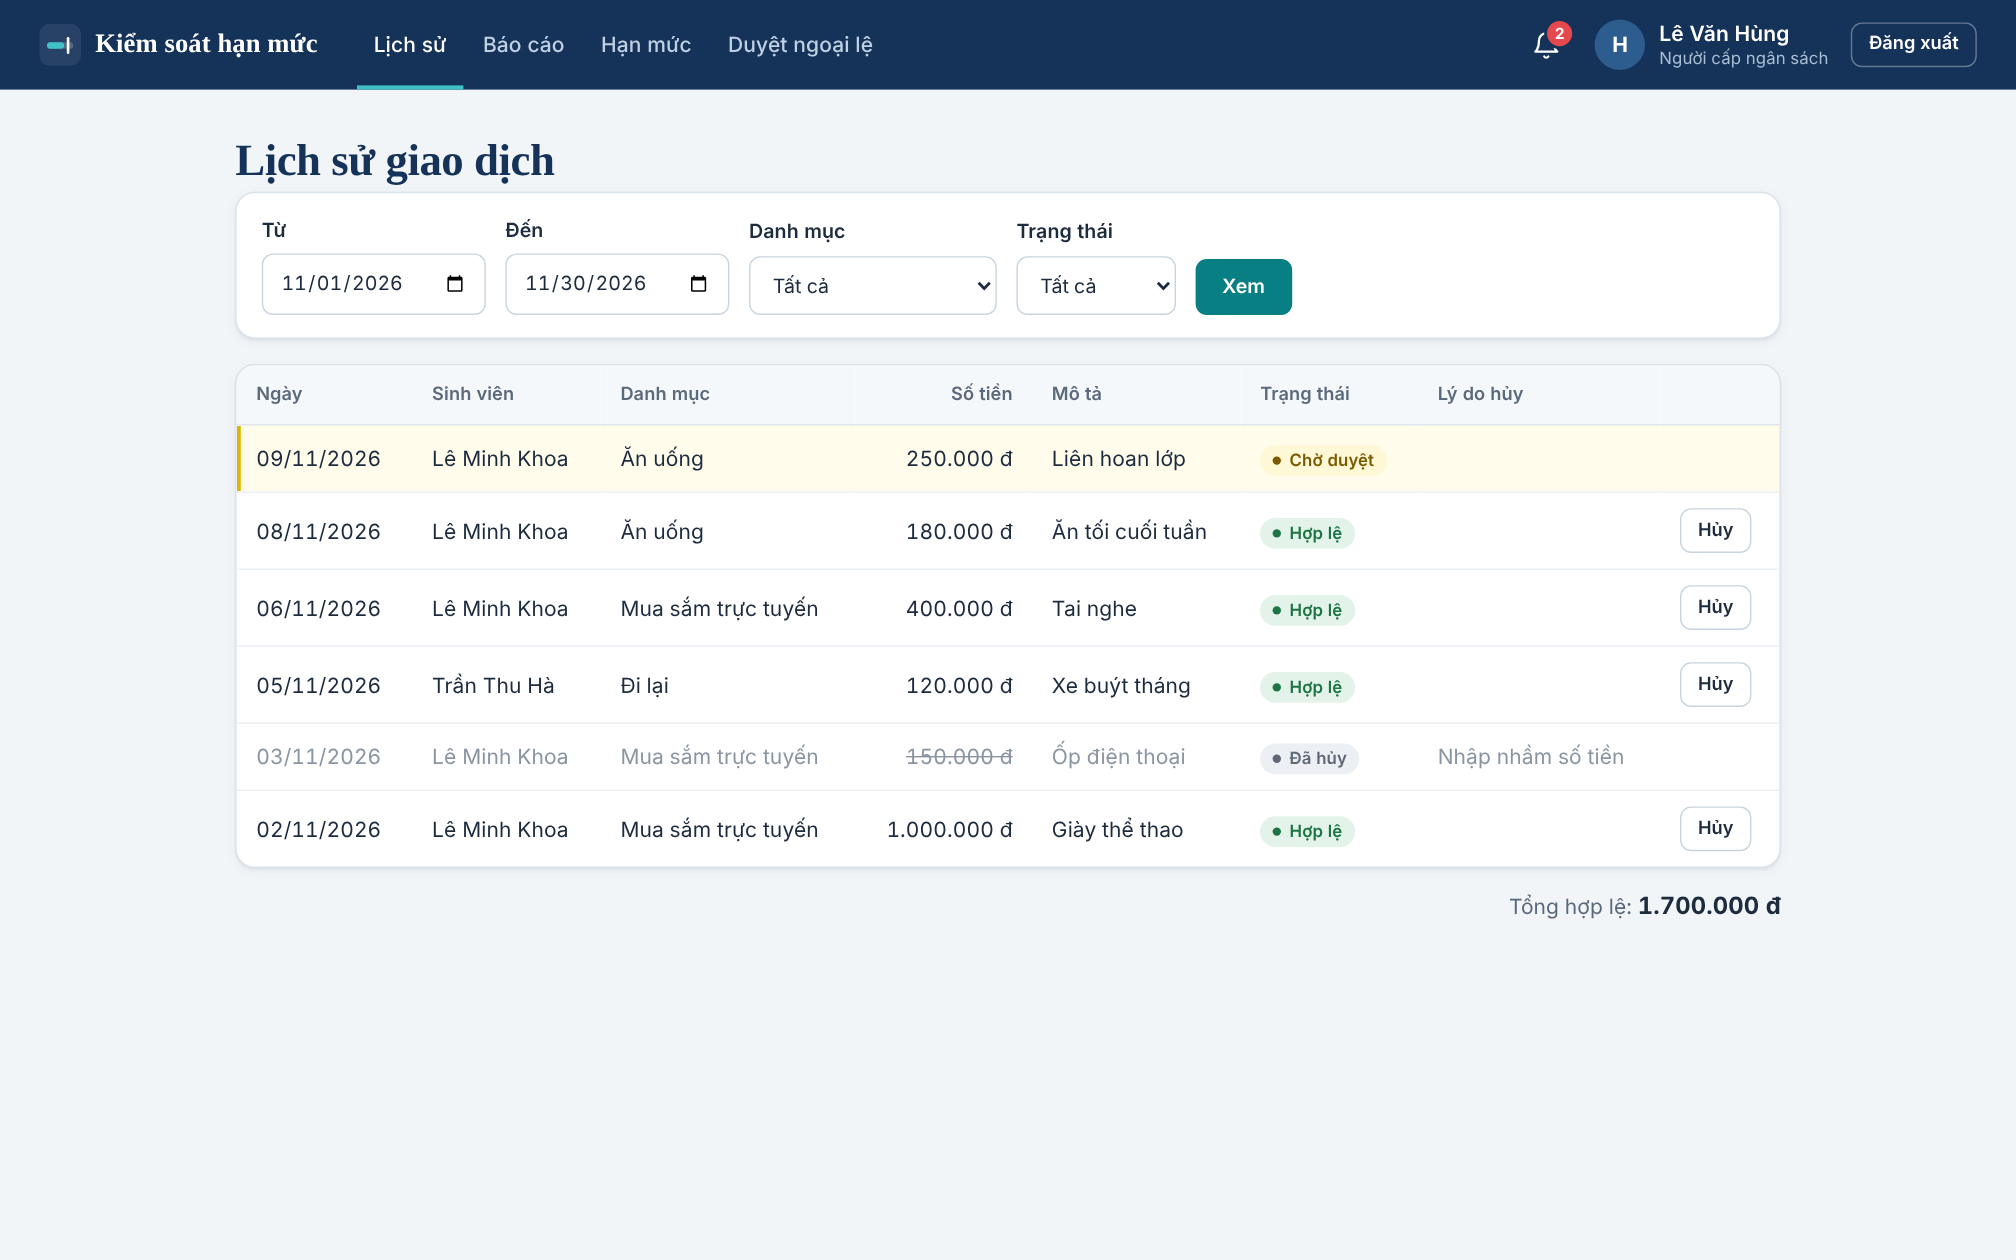 Kiểm soát hạn mức Lịch sử Báo cáo Hạn mức Duyệt ngoại lệ 2 H Lê Văn Hùng Đăng xuất
Người cấp ngân sách
Lịch sử giao dịch
Từ Đến Danh mục Trạng thái
11/01/2026 11/30/2026 Tất cả Tất cả Xem
Ngày Sinh viên Danh mục Số tiền Mô tả Trạng thái Lý do hủy
09/11/2026 Lê Minh Khoa Ăn uống 250.000 đ Liên hoan lớp Chờ duyệt
08/11/2026 Lê Minh Khoa Ăn uống 180.000 đ Ăn tối cuối tuần Hợp lệ Hủy
06/11/2026 Lê Minh Khoa Mua sắm trực tuyến 400.000 đ Tai nghe Hợp lệ Hủy
05/11/2026 Trần Thu Hà Đi lại 120.000 đ Xe buýt tháng Hợp lệ Hủy
03/11/2026 Lê Minh Khoa Mua sắm trực tuyến 150.000 đ Ốp điện thoại Đã hủy Nhập nhầm số tiền
02/11/2026 Lê Minh Khoa Mua sắm trực tuyến 1.000.000 đ Giày thể thao Hợp lệ Hủy
Tổng hợp lệ: 1.700.000 đ